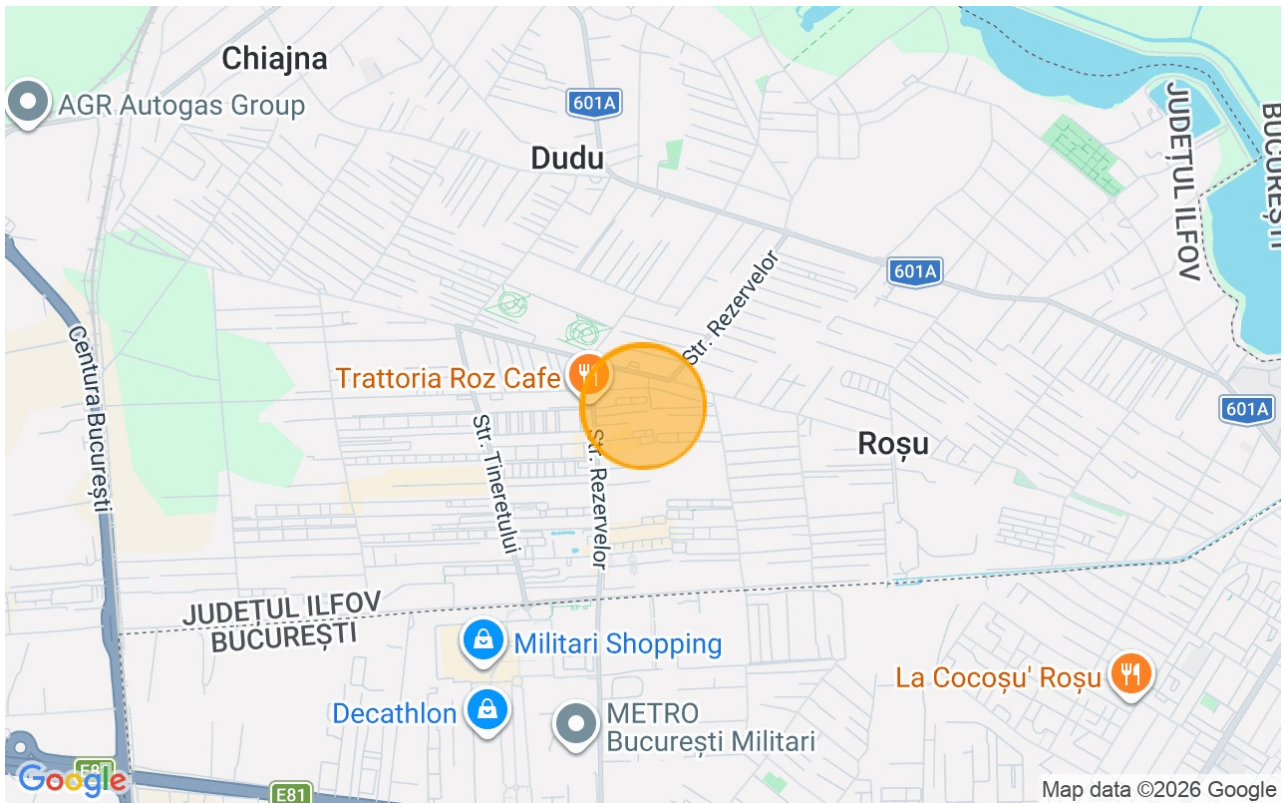 Chiajna
AGR Autogas Group
601A
Dudu
JUDEȚUL ILFOV
BUCUREȘTI
601A
Str. Rezervelor
Centura București
Trattoria Roz Cafe
601A
Roșu
Str. Tineretului
Str. Rezervelor
JUDEȚUL ILFOV
BUCUREȘTI
Militari Shopping
La Cocoșu' Roșu
Decathlon
METRO
București Militari
Google
E81
Map data ©2026 Google